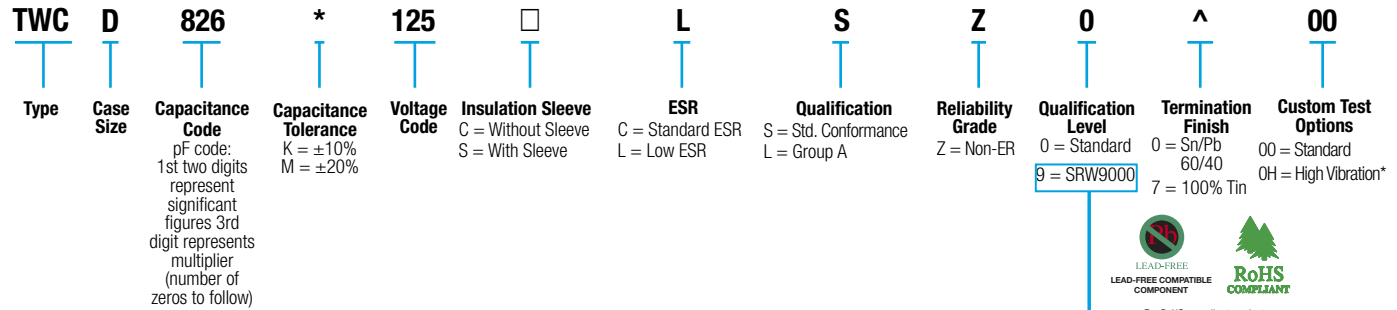 TWC D 826 * 125 □ L S Z 0 ^ 00
Type
Case
Size
Capacitance
Code
pF code:
1st two digits
represent
significant
figures 3rd
digit represents
multiplier
(number of
zeros to follow)
Capacitance
Tolerance
K = ±10%
M = ±20%
Voltage
Code
Insulation Sleeve
C = Without Sleeve
S = With Sleeve
ESR
C = Standard ESR
L = Low ESR
Qualification
S = Std. Conformance
L = Group A
Reliability
Grade
Z = Non-ER
Qualification
Level
0 = Standard
9 = SRW9000
Termination
Finish
0 = Sn/Pb
60/40
7 = 100% Tin
Custom Test
Options
00 = Standard
0H = High Vibration*
Pb
LEAD-FREE
LEAD-FREE COMPATIBLE
COMPONENT
RoHS
COMPLIANT